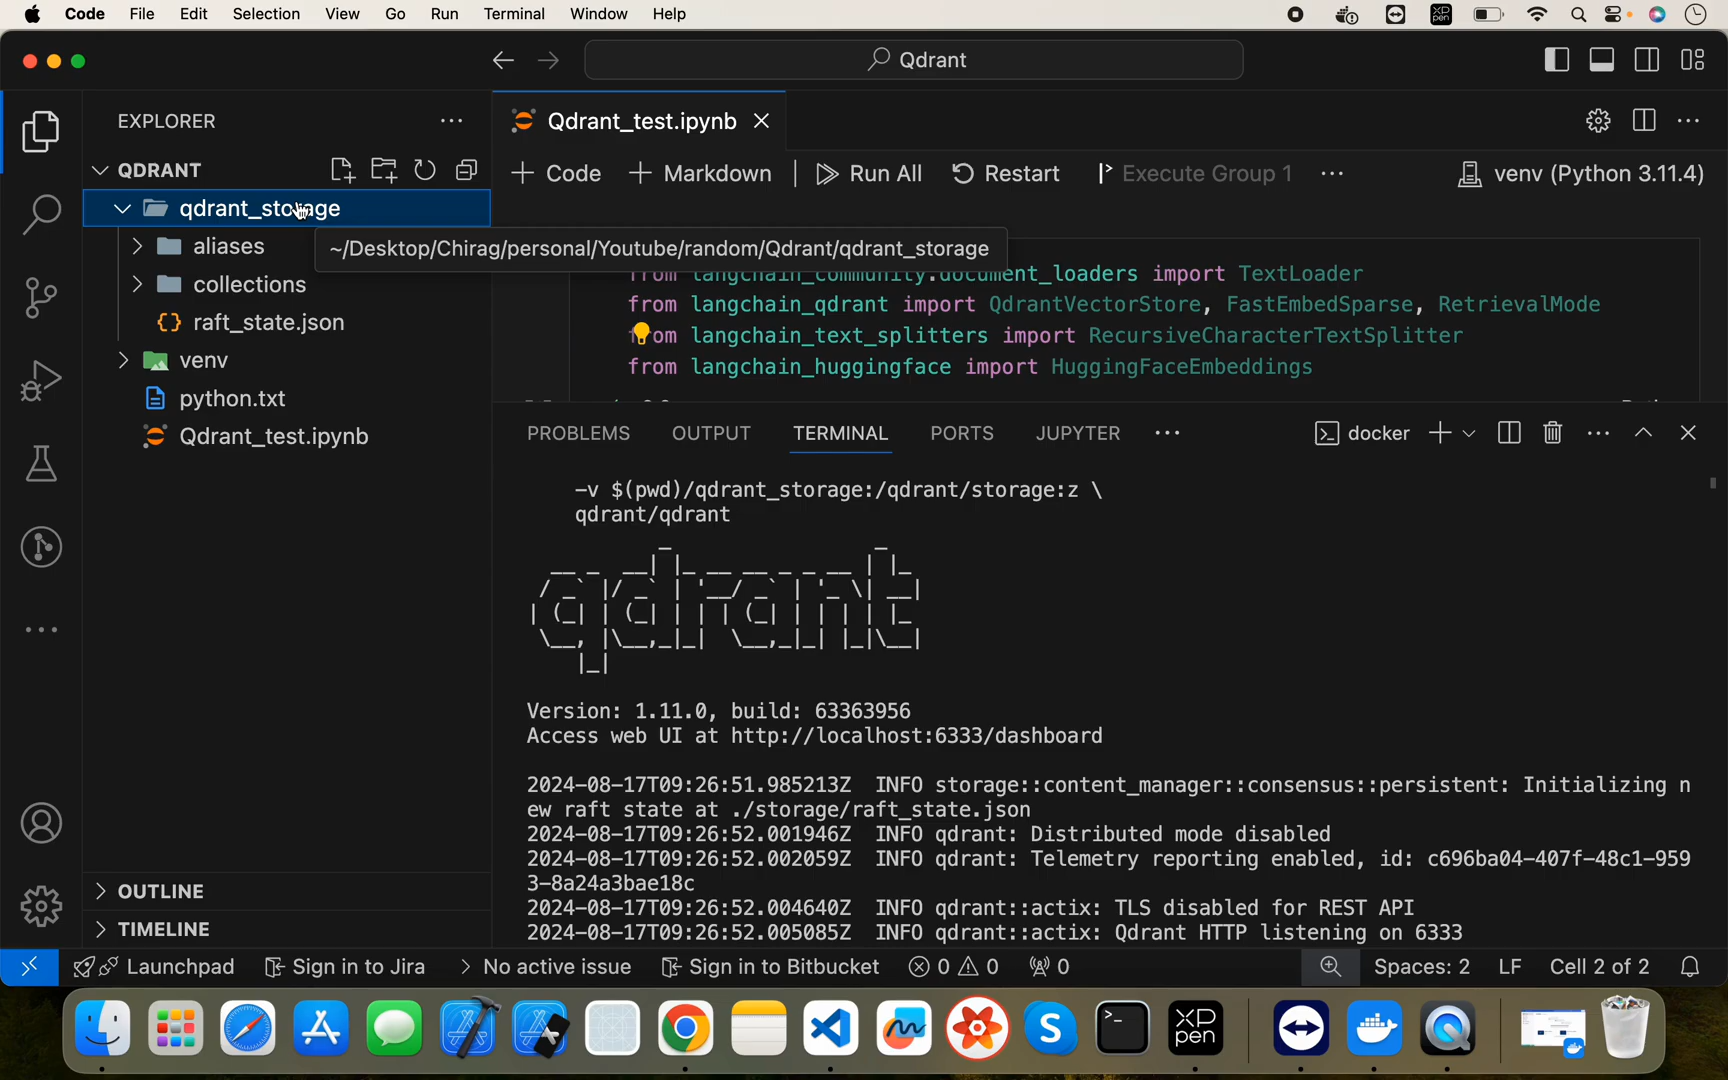 Code File Edit Selection View Go Run Terminal Window Help
Qdrant
EXPLORER
QDRANT
qdrant_storage
aliases
collections
raft_state.json
venv
python.txt
Qdrant_test.ipynb
OUTLINE
TIMELINE
~/Desktop/Chirag/personal/Youtube/random/Qdrant/qdrant_storage
Qdrant_test.ipynb
Code Markdown Run All Restart Execute Group 1 venv (Python 3.11.4)
from langchain_community.document_loaders import TextLoader
from langchain_qdrant import QdrantVectorStore, FastEmbedSparse, RetrievalMode
from langchain_text_splitters import RecursiveCharacterTextSplitter
from langchain_huggingface import HuggingFaceEmbeddings
PROBLEMS OUTPUT TERMINAL PORTS JUPYTER docker
-v $(pwd)/qdrant_storage:/qdrant/storage:z \
qdrant/qdrant
qdrant
Version: 1.11.0, build: 63363956
Access web UI at http://localhost:6333/dashboard
2024-08-17T09:26:51.985213Z INFO storage::content_manager::consensus::persistent: Initializing n
ew raft state at ./storage/raft_state.json
2024-08-17T09:26:52.001946Z INFO qdrant: Distributed mode disabled
2024-08-17T09:26:52.002059Z INFO qdrant: Telemetry reporting enabled, id: c696ba04-407f-48c1-959
3-8a24a3bae18c
2024-08-17T09:26:52.004640Z INFO qdrant::actix: TLS disabled for REST API
2024-08-17T09:26:52.005085Z INFO qdrant::actix: Qdrant HTTP listening on 6333
Launchpad Sign in to Jira No active issue Sign in to Bitbucket 0 0 0 Spaces: 2 LF Cell 2 of 2
XP
pen